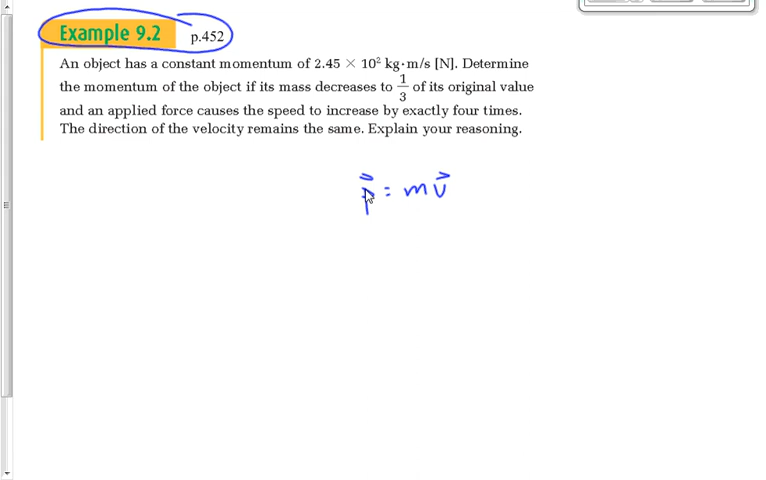 Example 9.2 p.452
An object has a constant momentum of 2.45 × 10² kg·m/s [N]. Determine
the momentum of the object if its mass decreases to 1/3 of its original value
and an applied force causes the speed to increase by exactly four times.
The direction of the velocity remains the same. Explain your reasoning.
p⃗ = mv⃗